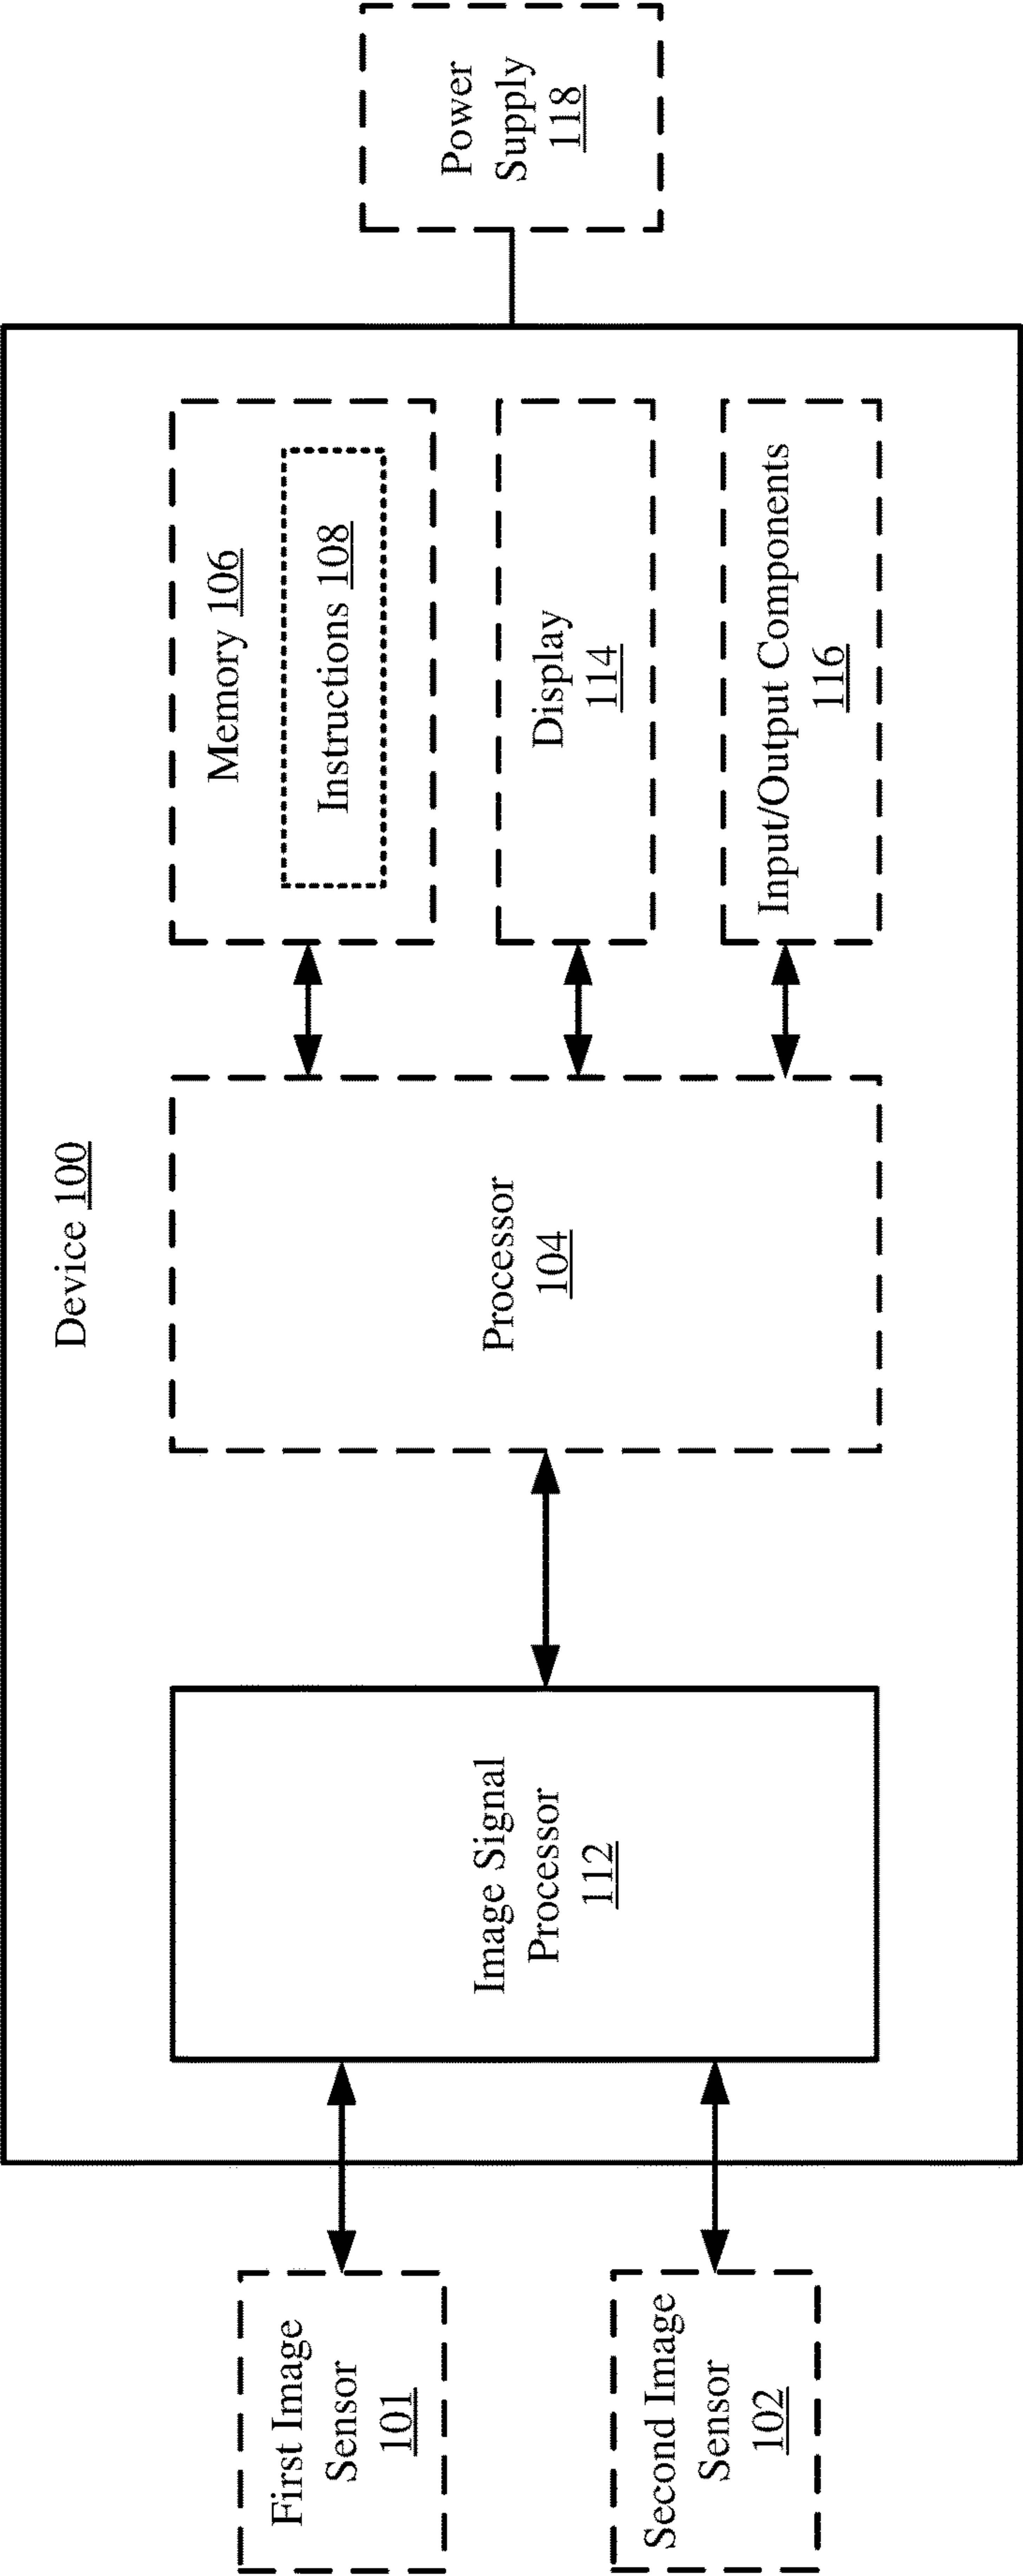 Device 100
First Image
Sensor
101
Second Image
Sensor
102
Image Signal
Processor
112
Processor
104
Memory 106
Instructions 108
Display
114
Input/Output Components
116
Power
Supply
118